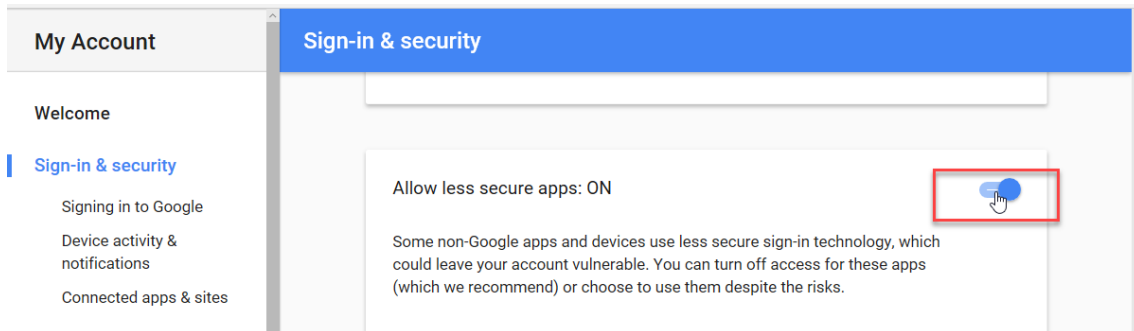 My Account
Sign-in & security
Welcome
Sign-in & security
Signing in to Google
Device activity &
notifications
Connected apps & sites
Allow less secure apps: ON
Some non-Google apps and devices use less secure sign-in technology, which
could leave your account vulnerable. You can turn off access for these apps
(which we recommend) or choose to use them despite the risks.